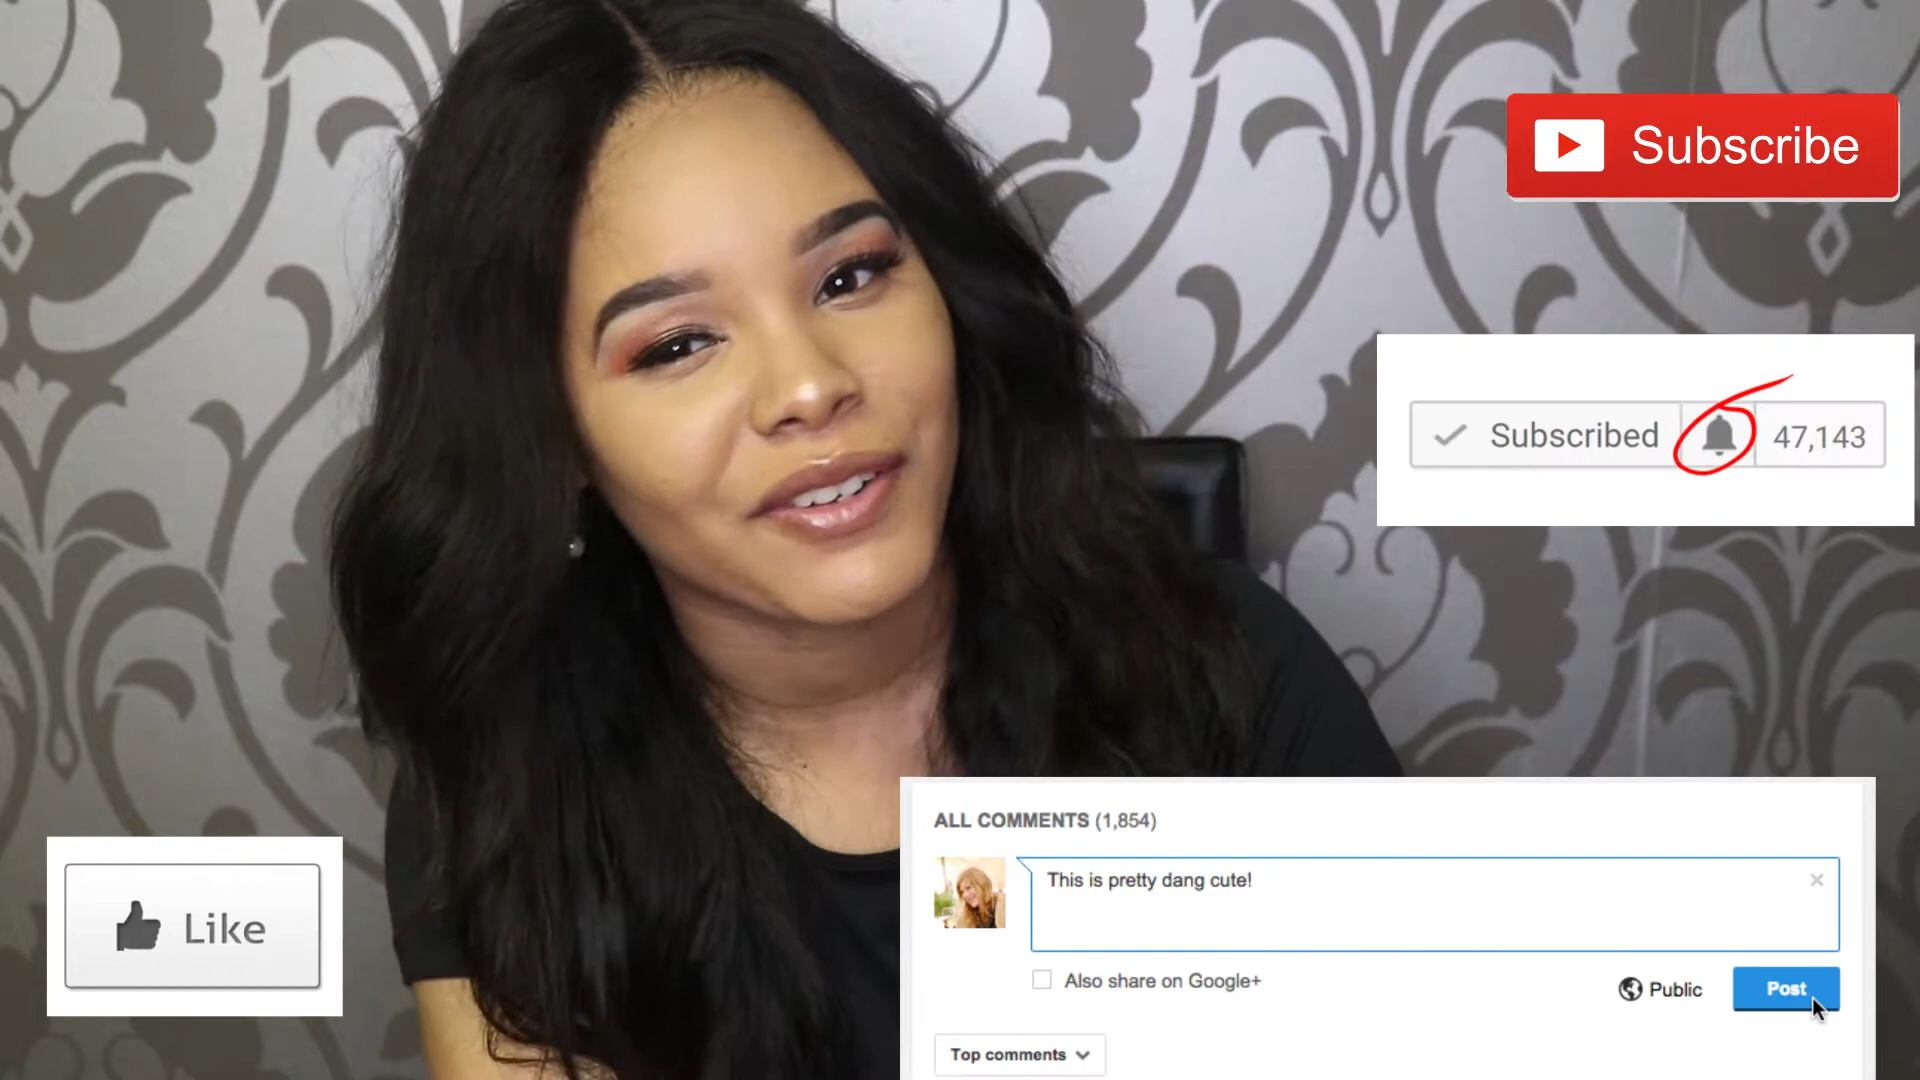 Subscribe
Subscribed 47,143
ALL COMMENTS (1,854)
This is pretty dang cute!
Also share on Google+
Public Post
Top comments
Like